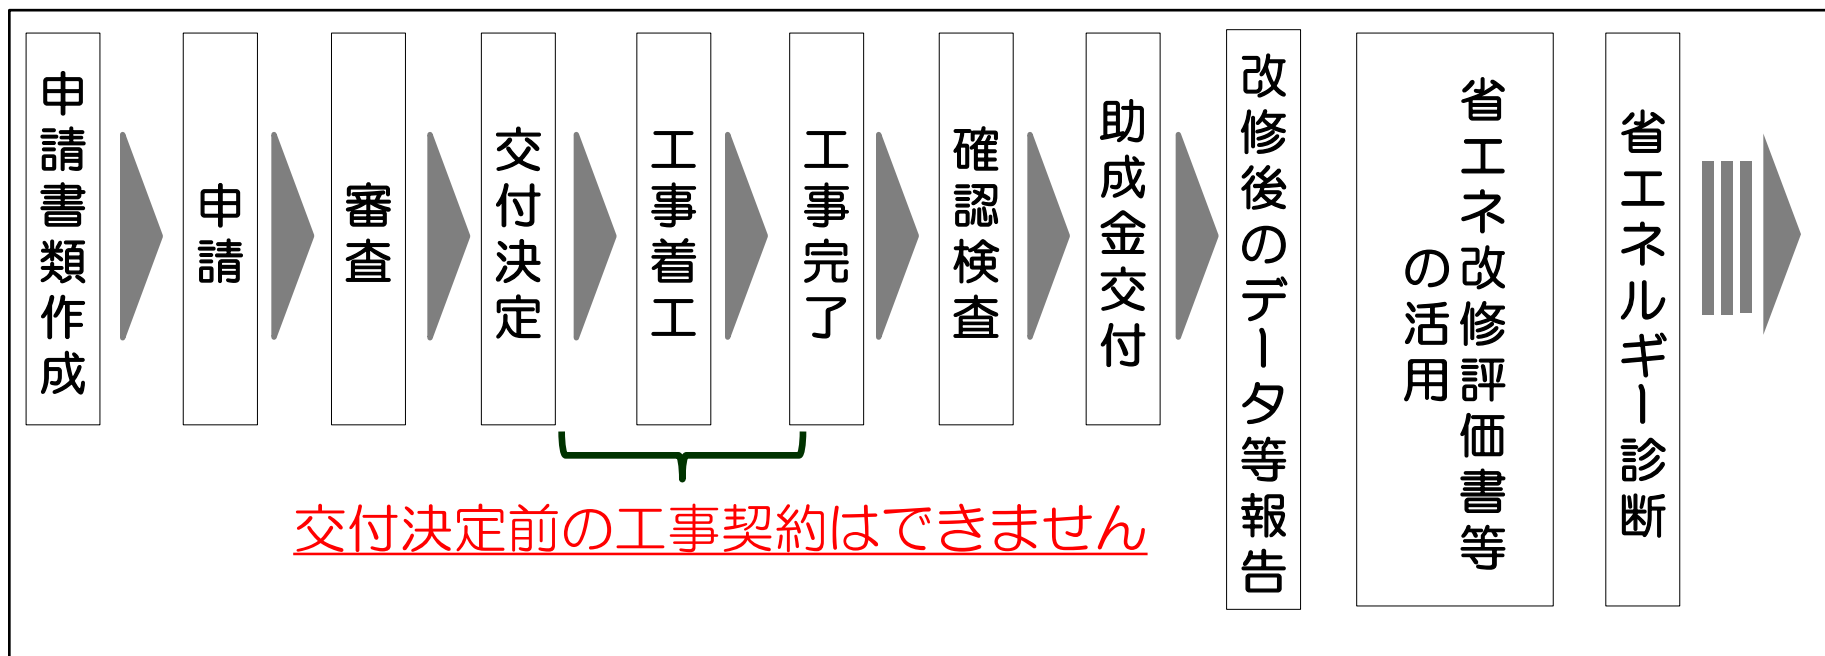 申請書類作成
申請
審査
交付決定
工事着工
工事完了
確認検査
助成金交付
改修後のデータ等報告
省エネ改修評価書等
の活用
省エネルギー診断
交付決定前の工事契約はできません